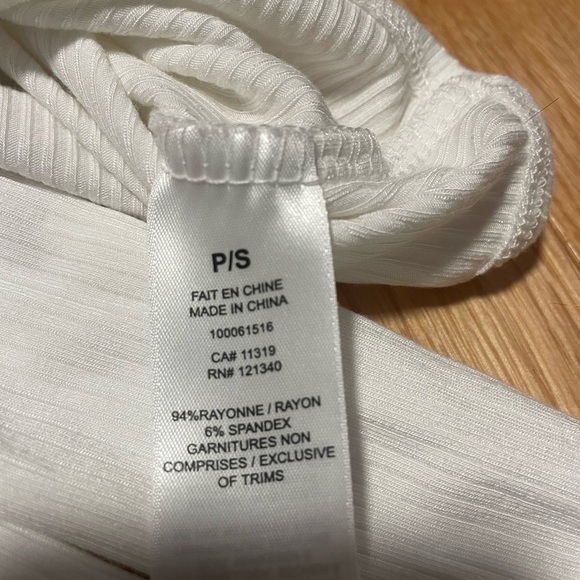 P/S
FAIT EN CHINE
MADE IN CHINA
100061516
CA# 11319
RN# 121340
94%RAYONNE / RAYON
6% SPANDEX
GARNITURES NON
COMPRISES / EXCLUSIVE
OF TRIMS